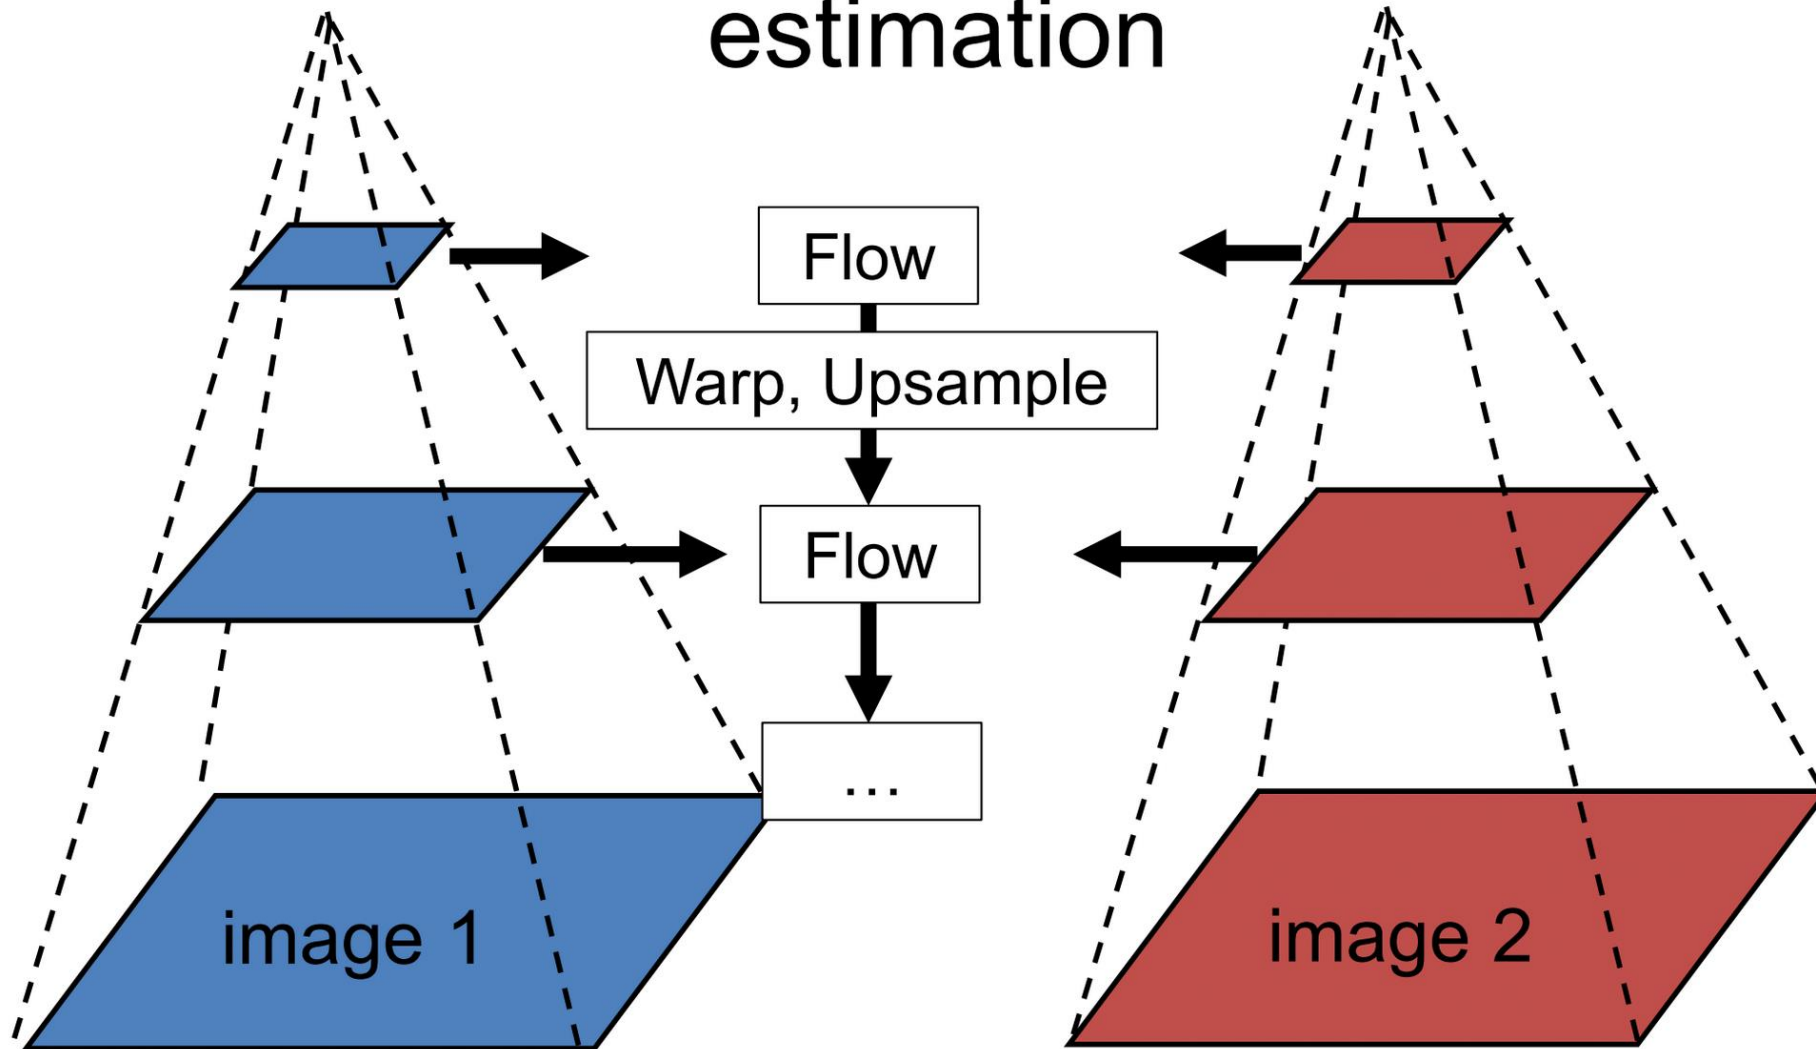 estimation
Flow
Warp, Upsample
Flow
...
image 1
image 2